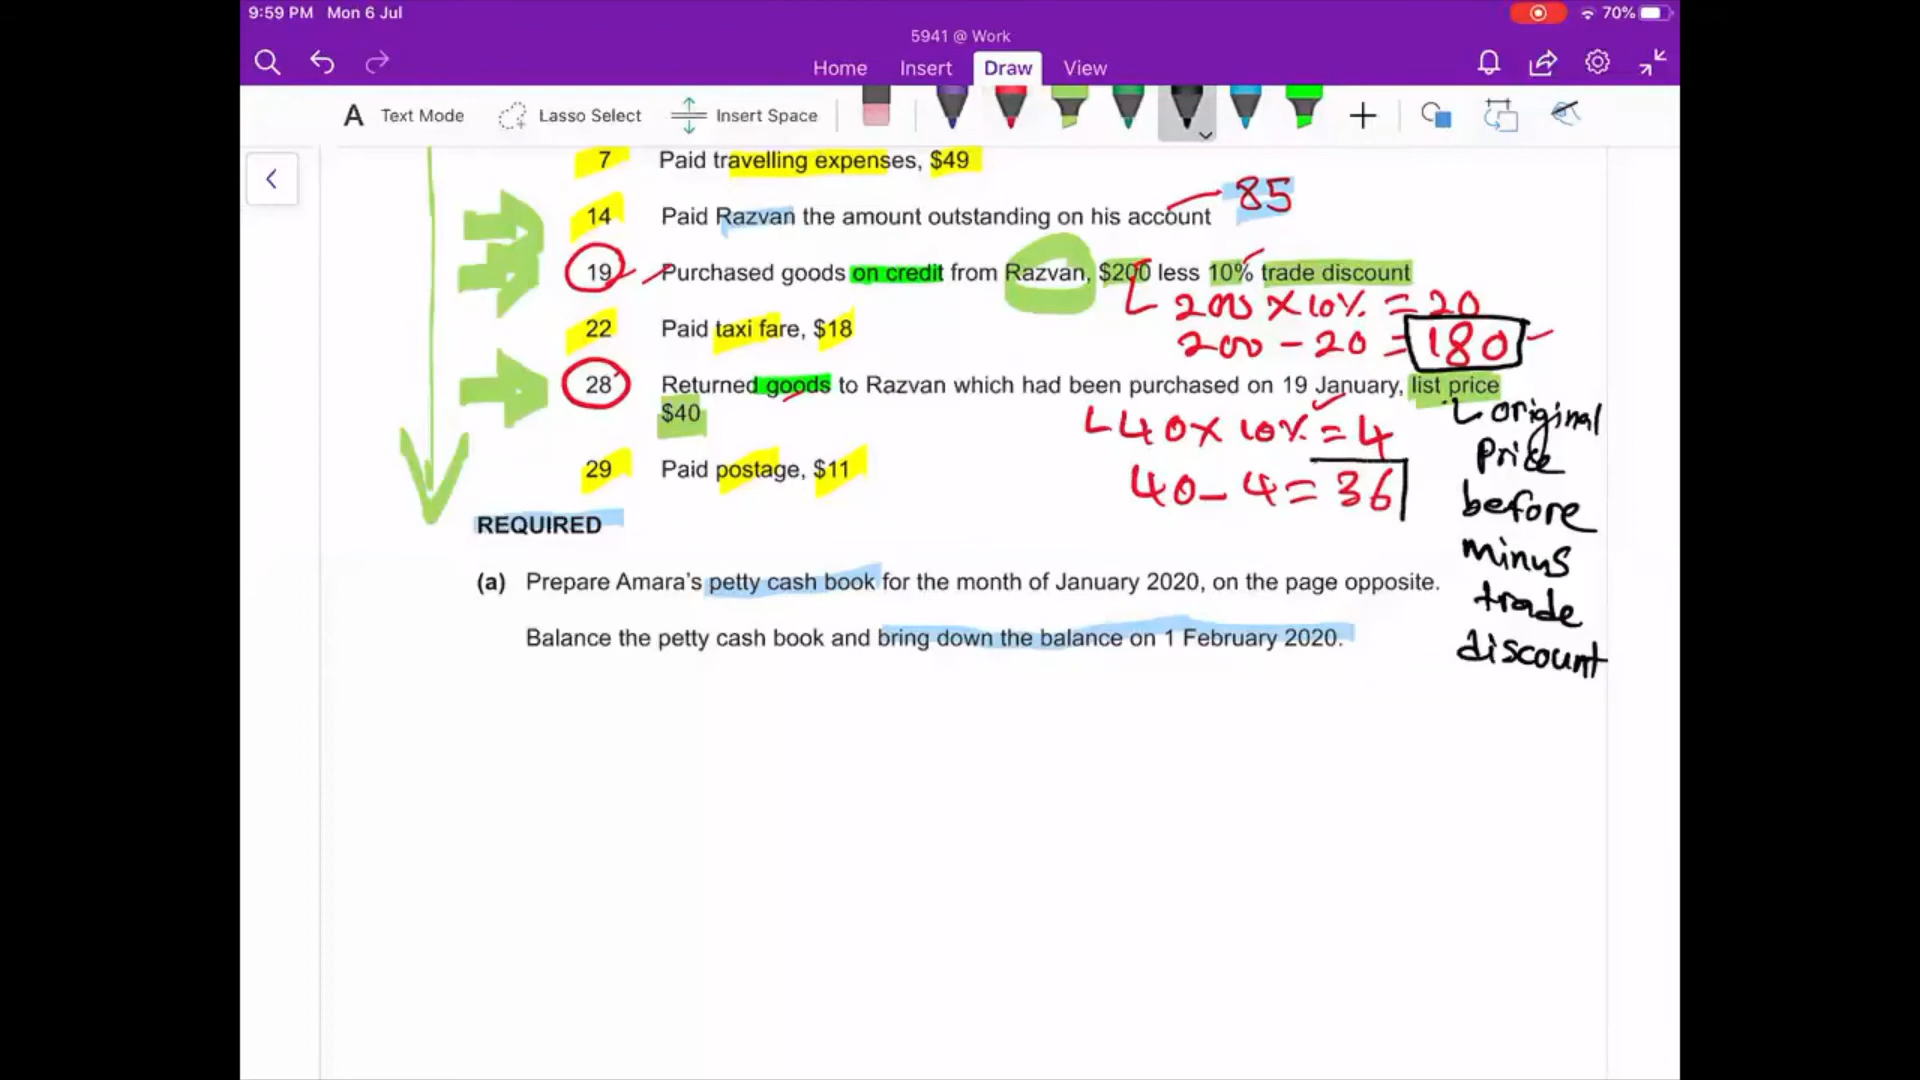 9:59 PM Mon 6 Jul
70%
5941 @ Work
Home Insert Draw View
A Text Mode Lasso Select Insert Space
7 Paid travelling expenses, $49
85
14 Paid Razvan the amount outstanding on his account
19 Purchased goods on credit from Razvan, $200 less 10% trade discount
200 x 10% = 20
22 Paid taxi fare, $18
200 - 20 = 180
28 Returned goods to Razvan which had been purchased on 19 January, list price
$40
40 x 10% = 4
original
price
29 Paid postage, $11
40 - 4 = 36
before
REQUIRED
minus
(a) Prepare Amara's petty cash book for the month of January 2020, on the page opposite.
trade
Balance the petty cash book and bring down the balance on 1 February 2020.
discount